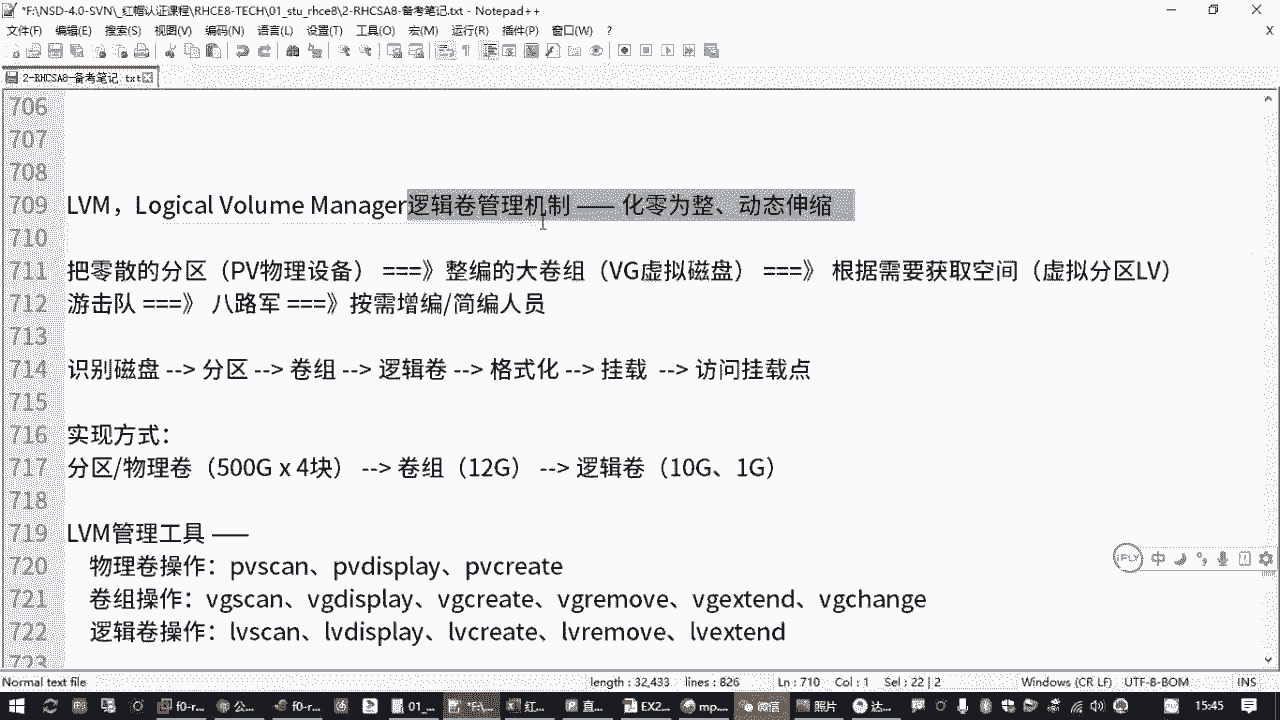 *F:\NSD-4.0-SVN\_红帽认证课程\RHCE8-TECH\01_stu_rhce8\2-RHCSA8-备考笔记.txt - Notepad++
文件(F) 编辑(E) 搜索(S) 视图(V) 编码(N) 语言(L) 设置(T) 工具(O) 宏(M) 运行(R) 插件(P) 窗口(W) ? X
2-RHCSA8-备考笔记.txt
706
707
708
709 LVM，Logical Volume Manager逻辑卷管理机制 —— 化零为整、动态伸缩
710
711 把零散的分区（PV物理设备） ===》整编的大卷组（VG虚拟磁盘） ===》 根据需要获取空间（虚拟分区LV）
712 游击队 ===》 八路军 ===》按需增编/简编人员
713
714 识别磁盘 --> 分区 --> 卷组 --> 逻辑卷 --> 格式化 --> 挂载 --> 访问挂载点
715
716 实现方式：
717 分区/物理卷（500G x 4块） --> 卷组（12G） --> 逻辑卷（10G、1G）
718
719 LVM管理工具 ——
720 物理卷操作：pvscan、pvdisplay、pvcreate
721 卷组操作：vgscan、vgdisplay、vgcreate、vgremove、vgextend、vgchange
722 逻辑卷操作：lvscan、lvdisplay、lvcreate、lvremove、lvextend
723
iFLY 中
Normal text file length : 32,433 lines : 826 Ln : 710 Col : 1 Sel : 22 | 2 Windows (CR LF) UTF-8-BOM INS
f0-r... 公... f0-r... 01_... *F:\... 红... 直... EX2... mp... 微信 照片 达... 15:45